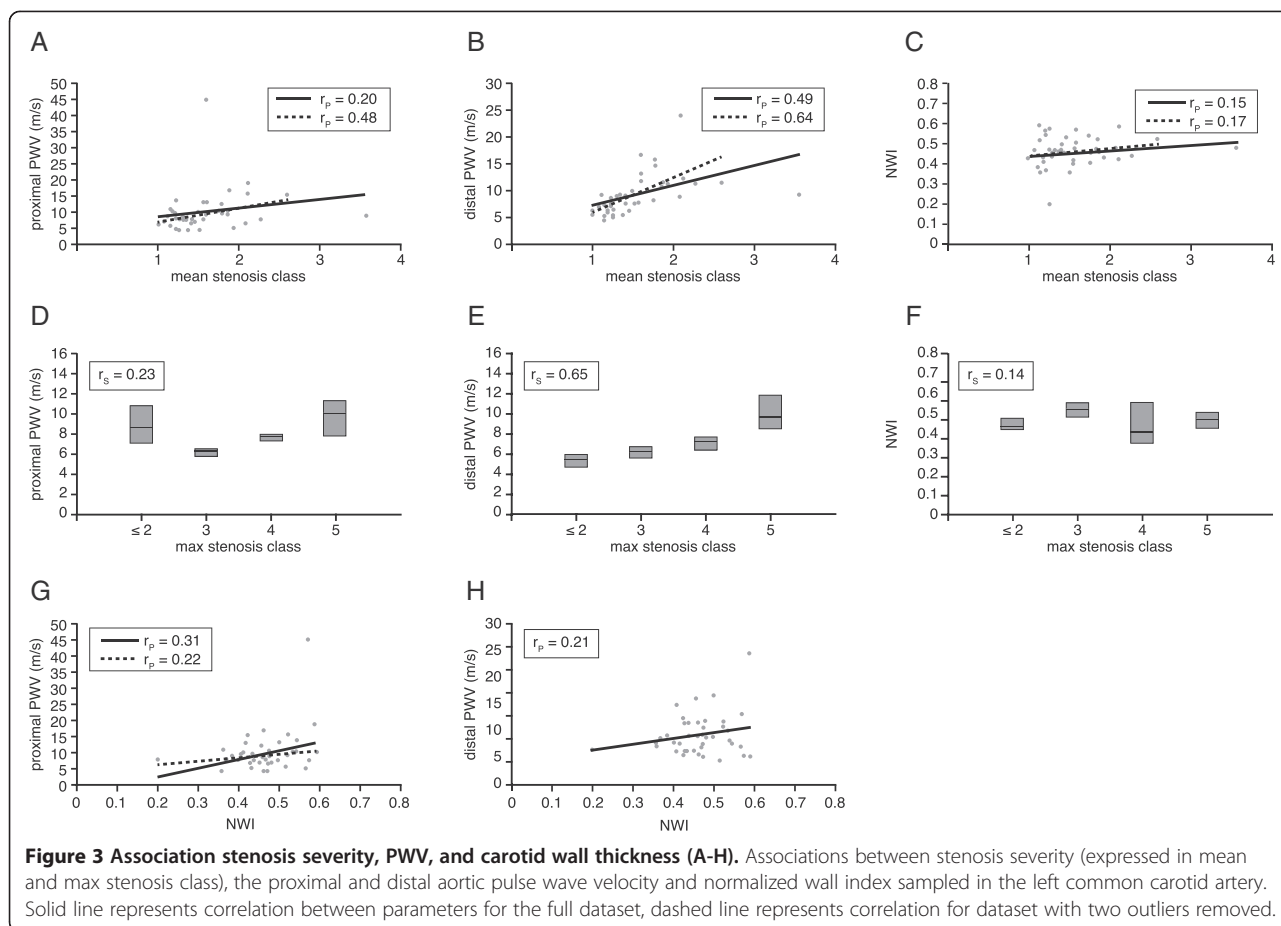 A
B
C
proximal PWV (m/s)
50
45
40
35
30
25
20
15
10
5
0
rP = 0.20
rP = 0.48
1 2 3 4
mean stenosis class
distal PWV (m/s)
30
25
20
15
10
5
0
rP = 0.49
rP = 0.64
1 2 3 4
mean stenosis class
NWI
0.8
0.7
0.6
0.5
0.4
0.3
0.2
0.1
0
rP = 0.15
rP = 0.17
1 2 3 4
mean stenosis class
D
E
F
proximal PWV (m/s)
16
14
12
10
8
6
4
2
0
rS = 0.23
≤ 2 3 4 5
max stenosis class
distal PWV (m/s)
16
14
12
10
8
6
4
2
0
rS = 0.65
≤ 2 3 4 5
max stenosis class
NWI
0.8
0.7
0.6
0.5
0.4
0.3
0.2
0.1
0
rS = 0.14
≤ 2 3 4 5
max stenosis class
G
H
proximal PWV (m/s)
50
45
40
35
30
25
20
15
10
5
0
rP = 0.31
rP = 0.22
0 0.1 0.2 0.3 0.4 0.5 0.6 0.7 0.8
NWI
distal PWV (m/s)
30
25
20
15
10
5
0
rP = 0.21
0 0.1 0.2 0.3 0.4 0.5 0.6 0.7 0.8
NWI
Figure 3 Association stenosis severity, PWV, and carotid wall thickness (A-H). Associations between stenosis severity (expressed in mean
and max stenosis class), the proximal and distal aortic pulse wave velocity and normalized wall index sampled in the left common carotid artery.
Solid line represents correlation between parameters for the full dataset, dashed line represents correlation for dataset with two outliers removed.